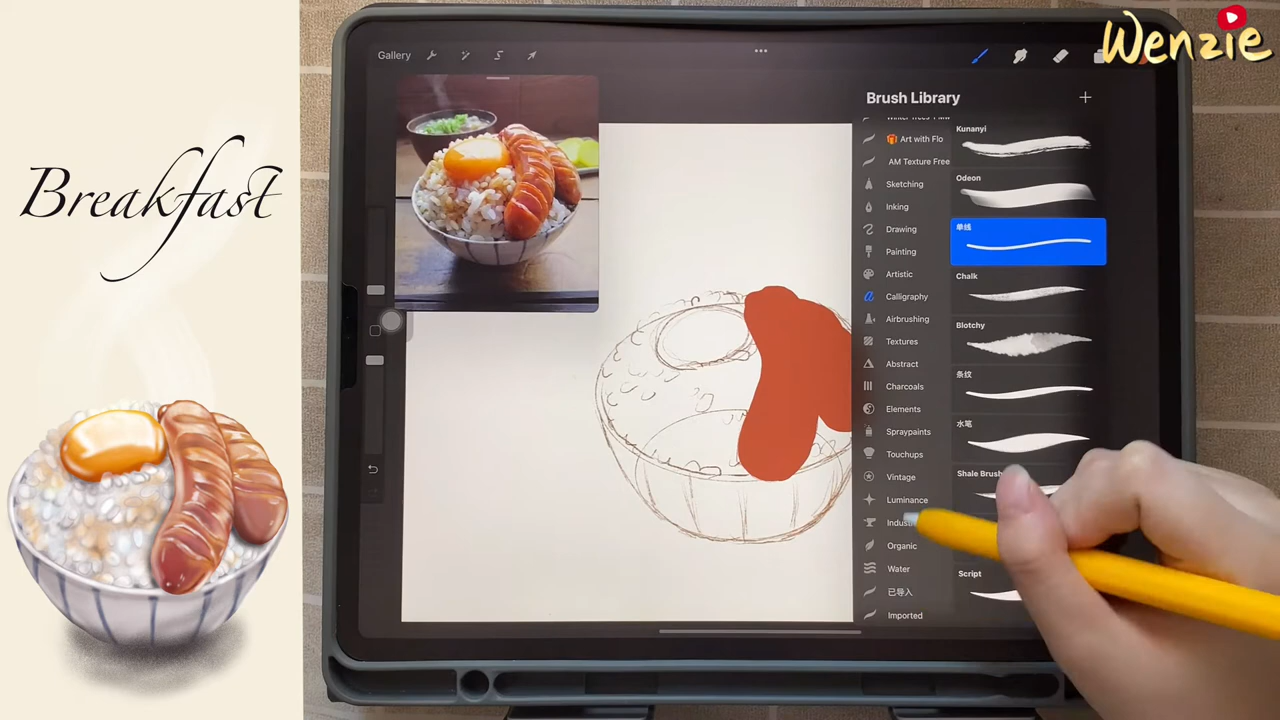 Wenzie
Breakfast
Gallery
Brush Library
Art with Flo
AM Texture Free
Sketching
Inking
Drawing
Painting
Artistic
Calligraphy
Airbrushing
Textures
Abstract
Charcoals
Elements
Spraypaints
Touchups
Vintage
Luminance
Organic
Water
已导入
Imported
Kunanyi
Odeon
单线
Chalk
Blotchy
条纹
水笔
Shale Brush
Script